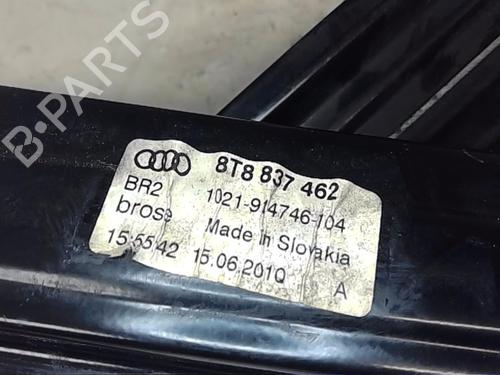 B-PARTS
8T8 837 462
BR2 1021-914746-104
brose Made in Slovakia
15:55:42 15.06.2010 A